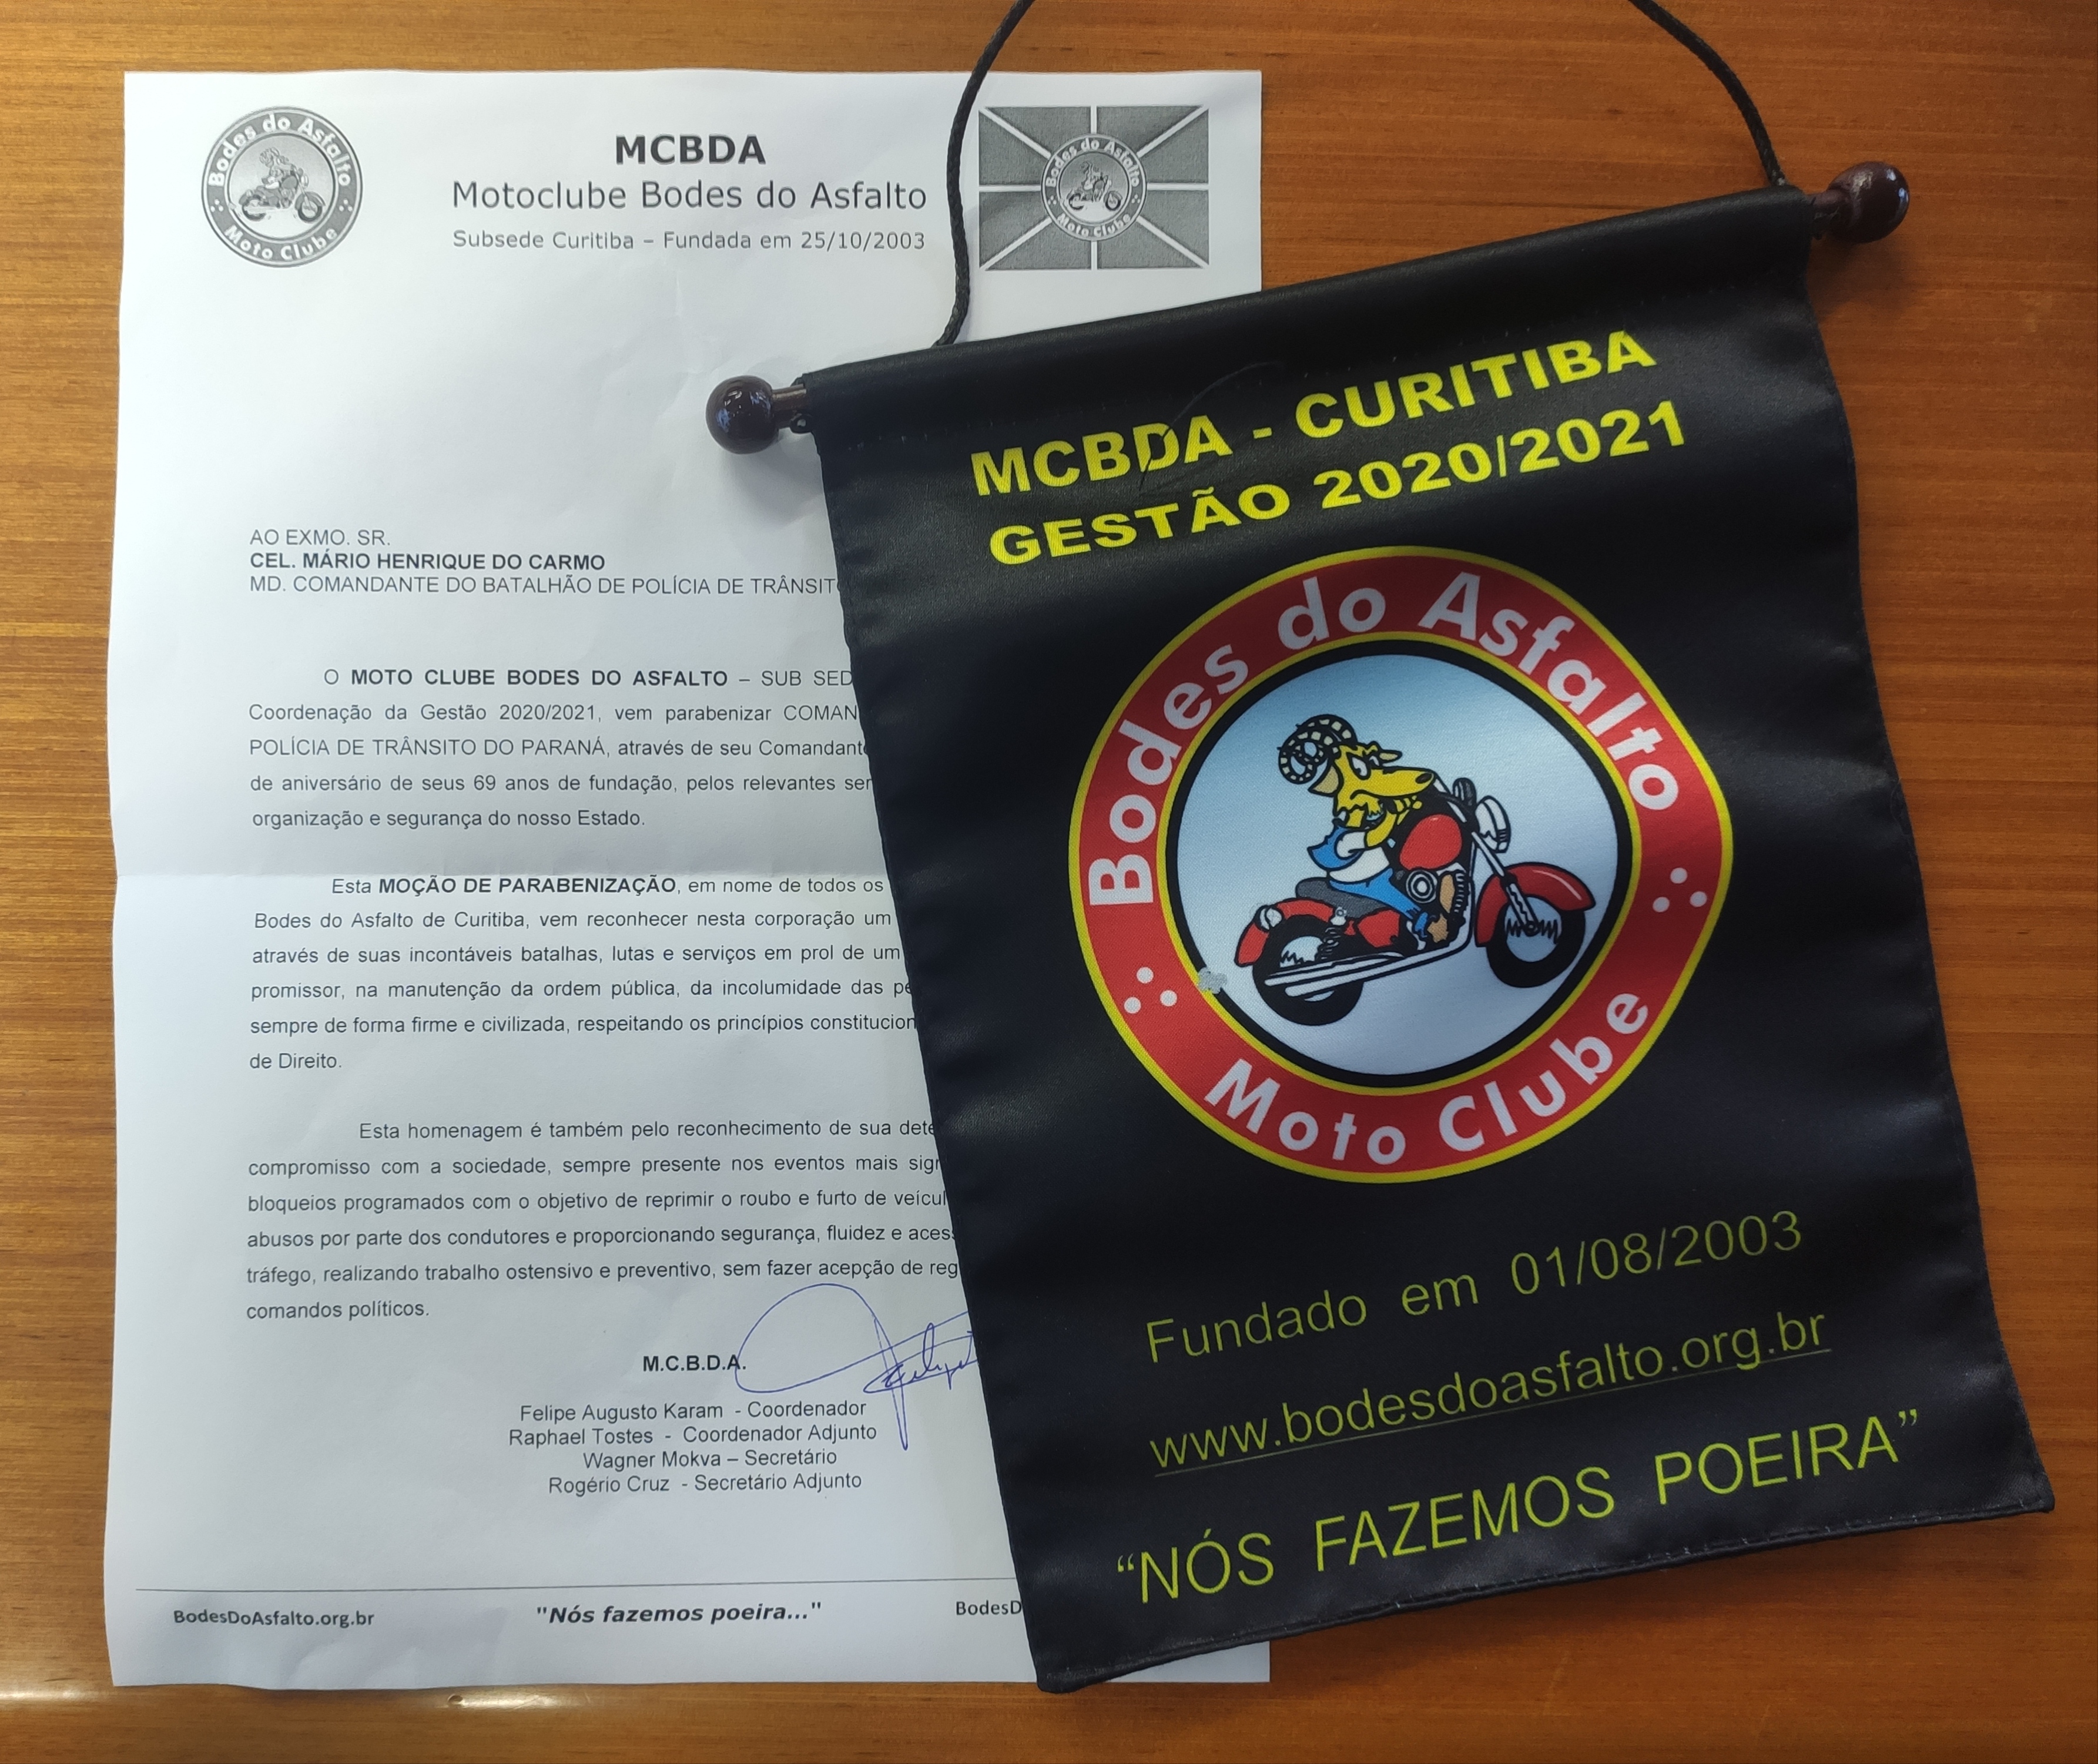 Bodes do Asfalto
Moto Clube
MCBDA
Motoclube Bodes do Asfalto
Subsede Curitiba – Fundada em 25/10/2003
Bodes do Asfalto
Moto Clube
AO EXMO. SR.
CEL. MÁRIO HENRIQUE DO CARMO
MD. COMANDANTE DO BATALHÃO DE POLÍCIA DE
O MOTO CLUBE BODES DO ASFALTO – SUB
Coordenação da Gestão 2020/2021, vem parabenizar
POLÍCIA DE TRÂNSITO DO PARANÁ, através de seu
de aniversário de seus 69 anos de fundação, pelos relevantes
organização e segurança do nosso Estado.
Esta MOÇÃO DE PARABENIZAÇÃO, em nome de todos os
Bodes do Asfalto de Curitiba, vem reconhecer nesta corporação um
através de suas incontáveis batalhas, lutas e serviços em prol de um
promissor, na manutenção da ordem pública, da incolumidade das
sempre de forma firme e civilizada, respeitando os princípios
de Direito.
Esta homenagem é também pelo reconhecimento de sua
compromisso com a sociedade, sempre presente nos eventos mais
bloqueios programados com o objetivo de reprimir o roubo e furto de
abusos por parte dos condutores e proporcionando segurança, fluidez e
tráfego, realizando trabalho ostensivo e preventivo, sem fazer acepção de
comandos políticos.
M.C.B.D.A.
Felipe Augusto Karam - Coordenador
Raphael Tostes - Coordenador Adjunto
Wagner Mokva – Secretário
Rogério Cruz - Secretário Adjunto
BodesDoAsfalto.org.br
"Nós fazemos poeira..."
MCBDA - CURITIBA
GESTÃO 2020/2021
Bodes do Asfalto
Moto Clube
Fundado em 01/08/2003
www.bodesdoasfalto.org.br
“NÓS FAZEMOS POEIRA”